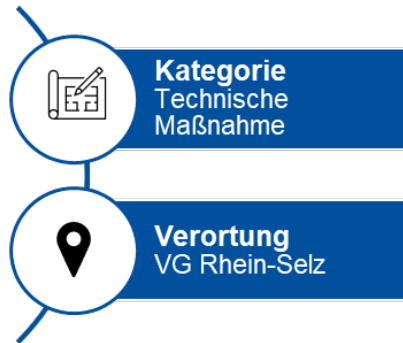 Kategorie
Technische
Maßnahme
Verortung
VG Rhein-Selz